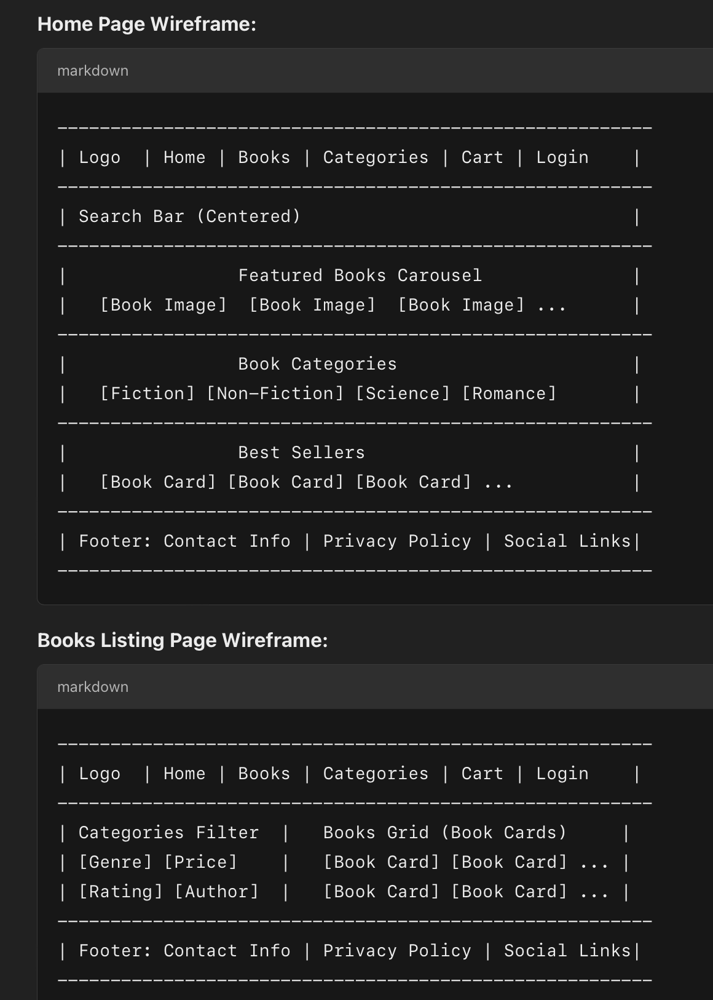 Home Page Wireframe:
markdown
--------------------------------------------------------
| Logo  | Home | Books | Categories | Cart | Login    |
--------------------------------------------------------
| Search Bar (Centered)                               |
--------------------------------------------------------
|                Featured Books Carousel              |
|   [Book Image]  [Book Image]  [Book Image] ...      |
--------------------------------------------------------
|                Book Categories                      |
|   [Fiction] [Non-Fiction] [Science] [Romance]       |
--------------------------------------------------------
|                Best Sellers                         |
|   [Book Card] [Book Card] [Book Card] ...           |
--------------------------------------------------------
| Footer: Contact Info | Privacy Policy | Social Links|
--------------------------------------------------------
Books Listing Page Wireframe:
markdown
--------------------------------------------------------
| Logo  | Home | Books | Categories | Cart | Login    |
--------------------------------------------------------
| Categories Filter  |   Books Grid (Book Cards)     |
| [Genre] [Price]    |   [Book Card] [Book Card] ... |
| [Rating] [Author]  |   [Book Card] [Book Card] ... |
--------------------------------------------------------
| Footer: Contact Info | Privacy Policy | Social Links|
--------------------------------------------------------